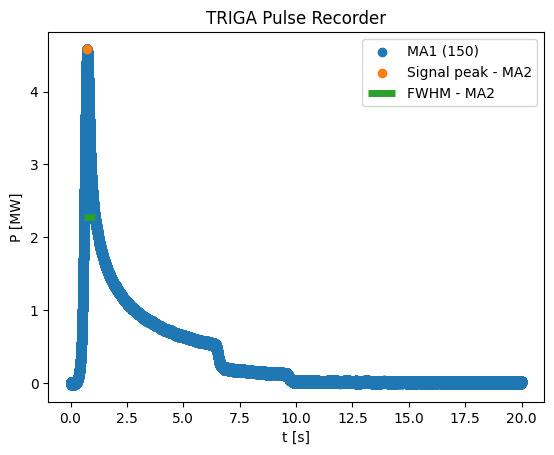 TRIGA Pulse Recorder
MA1 (150)
Signal peak - MA2
FWHM - MA2
P [MW]
4
3
2
1
0
0.0 2.5 5.0 7.5 10.0 12.5 15.0 17.5 20.0
t [s]